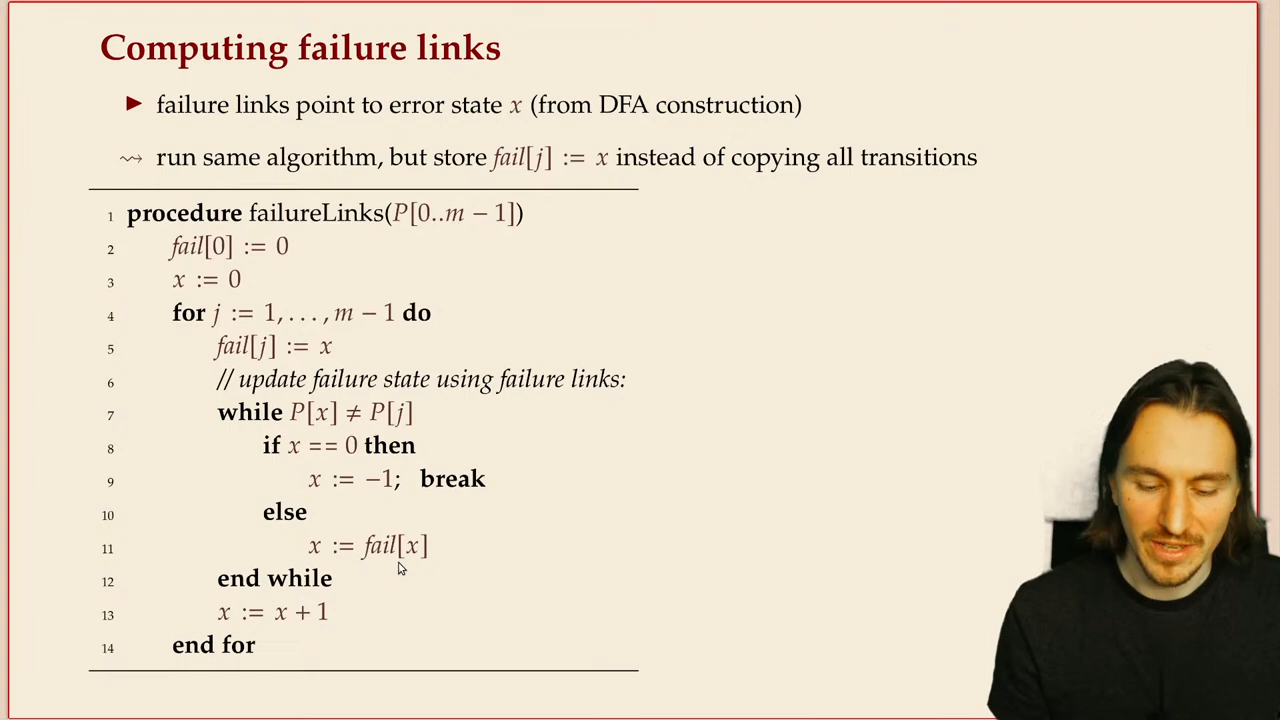 Computing failure links
▶ failure links point to error state x (from DFA construction)
⇝ run same algorithm, but store fail[j] := x instead of copying all transitions
1 procedure failureLinks(P[0..m − 1])
2 fail[0] := 0
3 x := 0
4 for j := 1, . . . , m − 1 do
5 fail[j] := x
6 // update failure state using failure links:
7 while P[x] ≠ P[j]
8 if x == 0 then
9 x := −1; break
10 else
11 x := fail[x]
12 end while
13 x := x + 1
14 end for